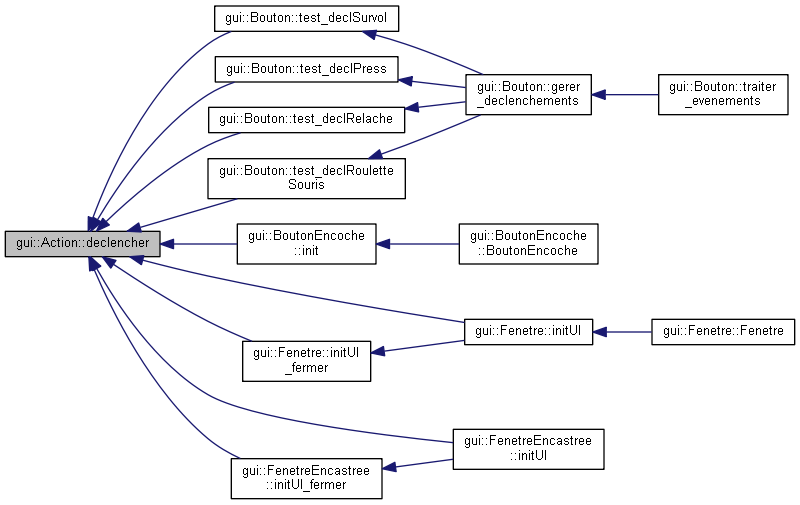 gui::Bouton::test_declSurvol
gui::Bouton::test_declPress
gui::Bouton::gerer
_declenchements
gui::Bouton::traiter
_evenements
gui::Bouton::test_declRelache
gui::Bouton::test_declRoulette
Souris
gui::Action::declencher
gui::BoutonEncoche
::init
gui::BoutonEncoche
::BoutonEncoche
gui::Fenetre::initUI
gui::Fenetre::Fenetre
gui::Fenetre::initUI
_fermer
gui::FenetreEncastree
::initUI
gui::FenetreEncastree
::initUI_fermer